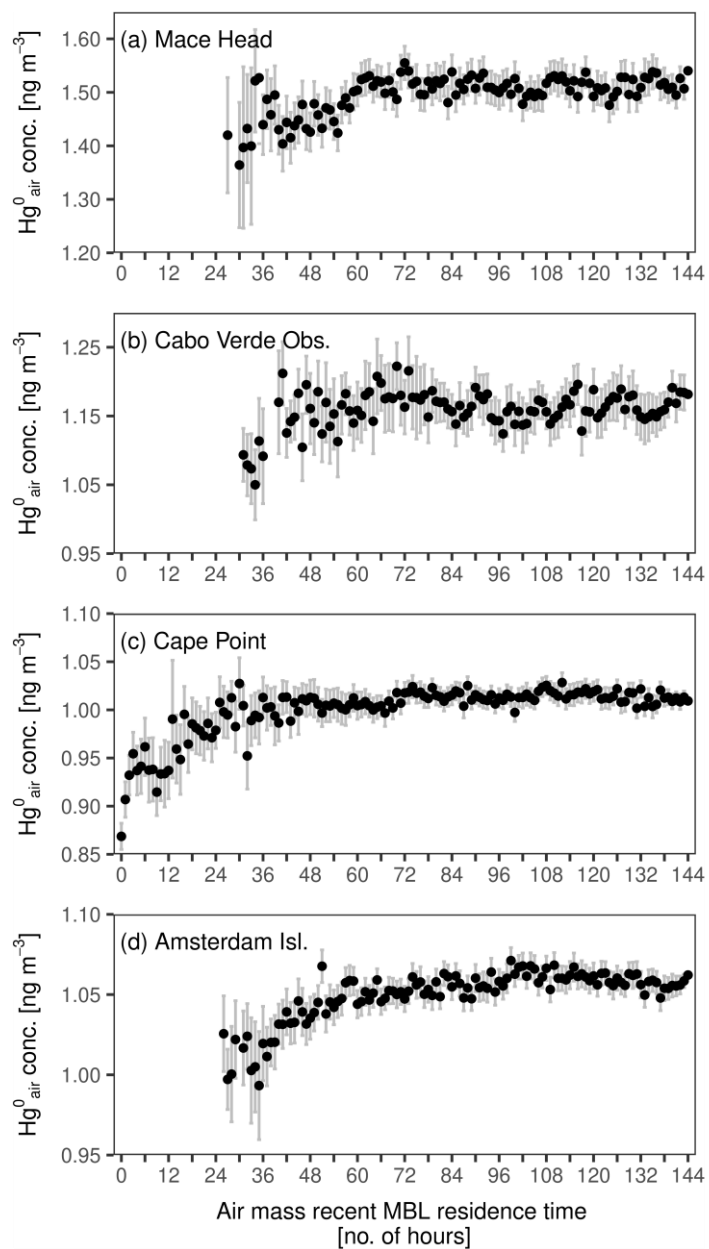 (a) Mace Head
Hg⁰air conc. [ng m⁻³]
1.60
1.50
1.40
1.30
1.20
0 12 24 36 48 60 72 84 96 108 120 132 144
(b) Cabo Verde Obs.
Hg⁰air conc. [ng m⁻³]
1.25
1.15
1.05
0.95
0 12 24 36 48 60 72 84 96 108 120 132 144
(c) Cape Point
Hg⁰air conc. [ng m⁻³]
1.10
1.05
1.00
0.95
0.90
0.85
0 12 24 36 48 60 72 84 96 108 120 132 144
(d) Amsterdam Isl.
Hg⁰air conc. [ng m⁻³]
1.10
1.05
1.00
0.95
0 12 24 36 48 60 72 84 96 108 120 132 144
Air mass recent MBL residence time
[no. of hours]